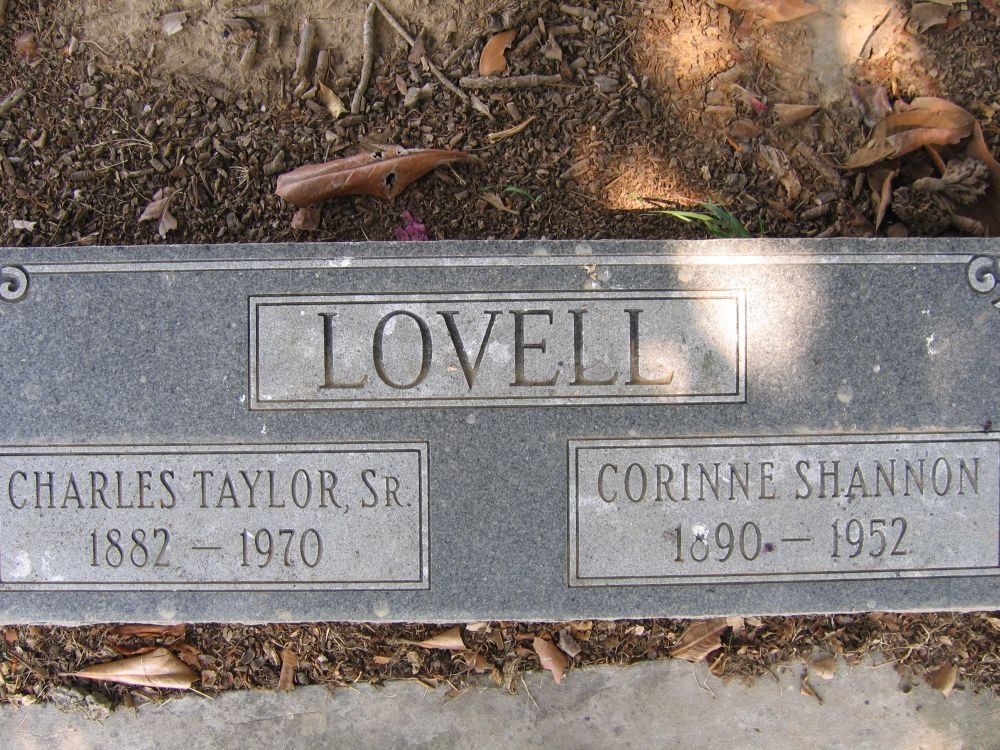 LOVELL
CHARLES TAYLOR, SR.
1882 – 1970
CORINNE SHANNON
1890 – 1952